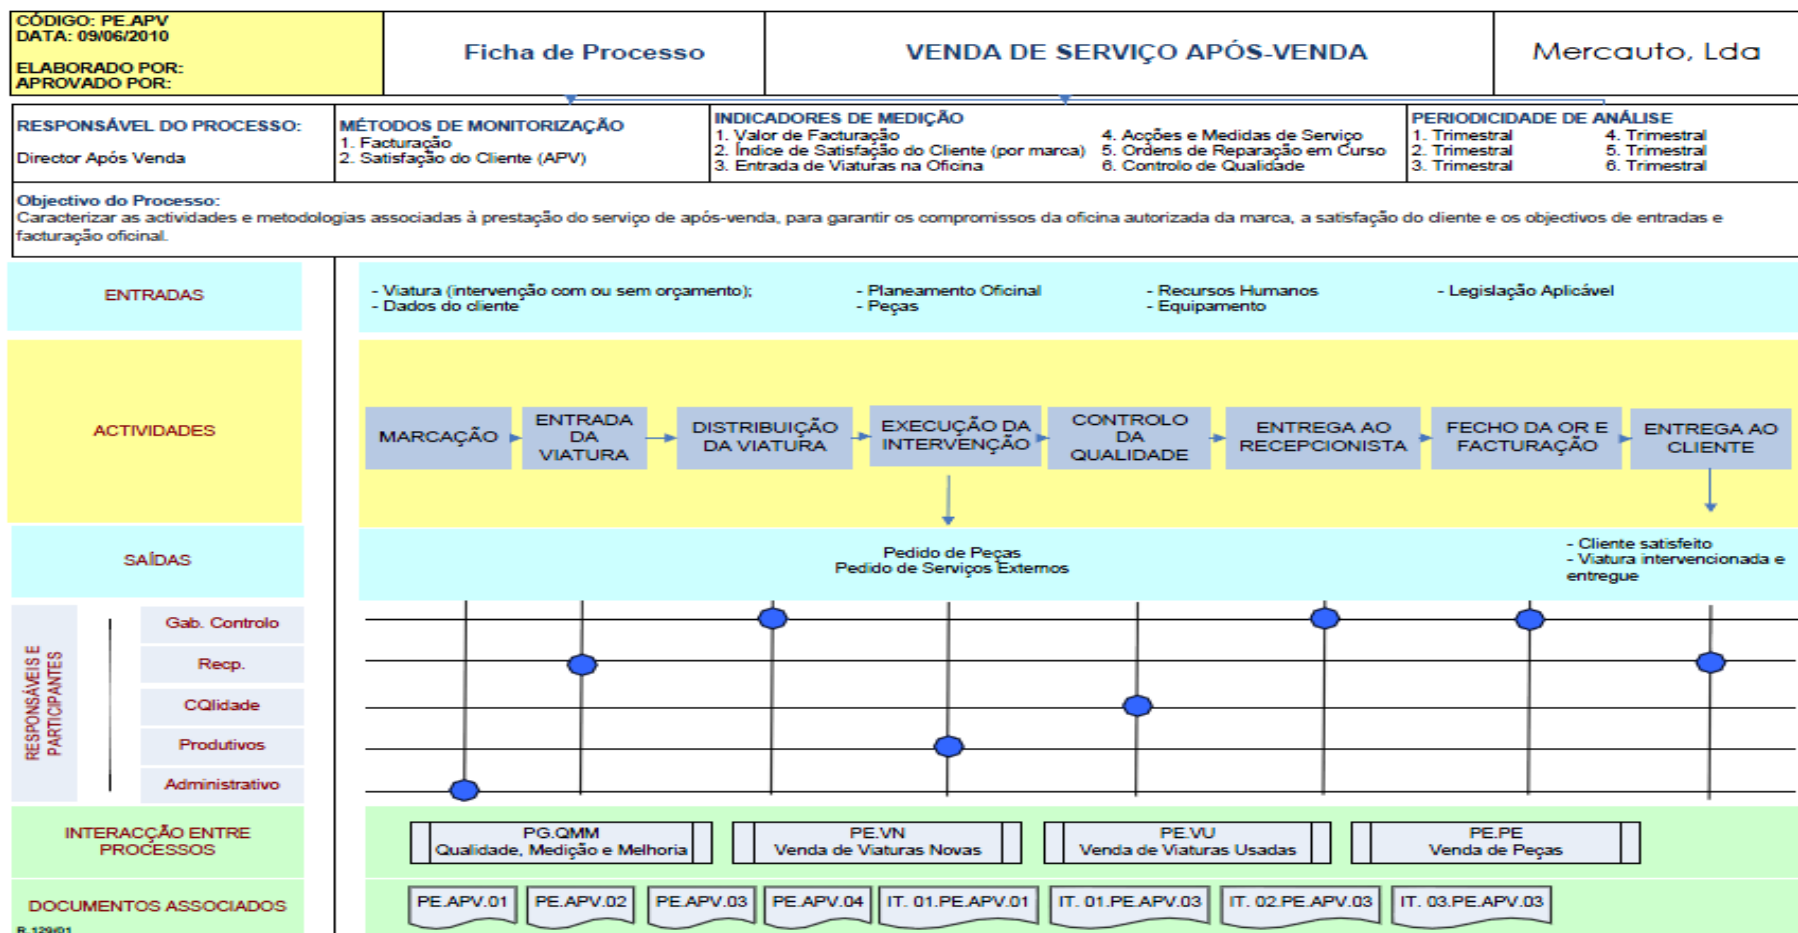 CÓDIGO: PE.APV
DATA: 09/06/2010
ELABORADO POR:
APROVADO POR:
Ficha de Processo
VENDA DE SERVIÇO APÓS-VENDA
Mercauto, Lda
RESPONSÁVEL DO PROCESSO:
Director Após Venda
MÉTODOS DE MONITORIZAÇÃO
1. Facturação
2. Satisfação do Cliente (APV)
INDICADORES DE MEDIÇÃO
1. Valor de Facturação
2. Índice de Satisfação do Cliente (por marca)
3. Entrada de Viaturas na Oficina
4. Acções e Medidas de Serviço
5. Ordens de Reparação em Curso
6. Controlo de Qualidade
PERIODICIDADE DE ANÁLISE
1. Trimestral
2. Trimestral
3. Trimestral
4. Trimestral
5. Trimestral
6. Trimestral
Objectivo do Processo:
Caracterizar as actividades e metodologias associadas à prestação do serviço de após-venda, para garantir os compromissos da oficina autorizada da marca, a satisfação do cliente e os objectivos de entradas e
facturação oficinal.
ENTRADAS
- Viatura (intervenção com ou sem orçamento);
- Dados do cliente
- Planeamento Oficinal
- Peças
- Recursos Humanos
- Equipamento
- Legislação Aplicável
ACTIVIDADES
MARCAÇÃO
ENTRADA
DA
VIATURA
DISTRIBUIÇÃO
DA VIATURA
EXECUÇÃO DA
INTERVENÇÃO
CONTROLO
DA
QUALIDADE
ENTREGA AO
RECEPCIONISTA
FECHO DA OR E
FACTURAÇÃO
ENTREGA AO
CLIENTE
SAÍDAS
Pedido de Peças
Pedido de Serviços Externos
- Cliente satisfeito
- Viatura intervencionada e
entregue
RESPONSÁVEIS E
PARTICIPANTES
Gab. Controlo
Recp.
CQlidade
Produtivos
Administrativo
INTERACÇÃO ENTRE
PROCESSOS
PG.QMM
Qualidade, Medição e Melhoria
PE.VN
Venda de Viaturas Novas
PE.VU
Venda de Viaturas Usadas
PE.PE
Venda de Peças
DOCUMENTOS ASSOCIADOS
PE.APV.01
PE.APV.02
PE.APV.03
PE.APV.04
IT. 01.PE.APV.01
IT. 01.PE.APV.03
IT. 02.PE.APV.03
IT. 03.PE.APV.03
R.129/01